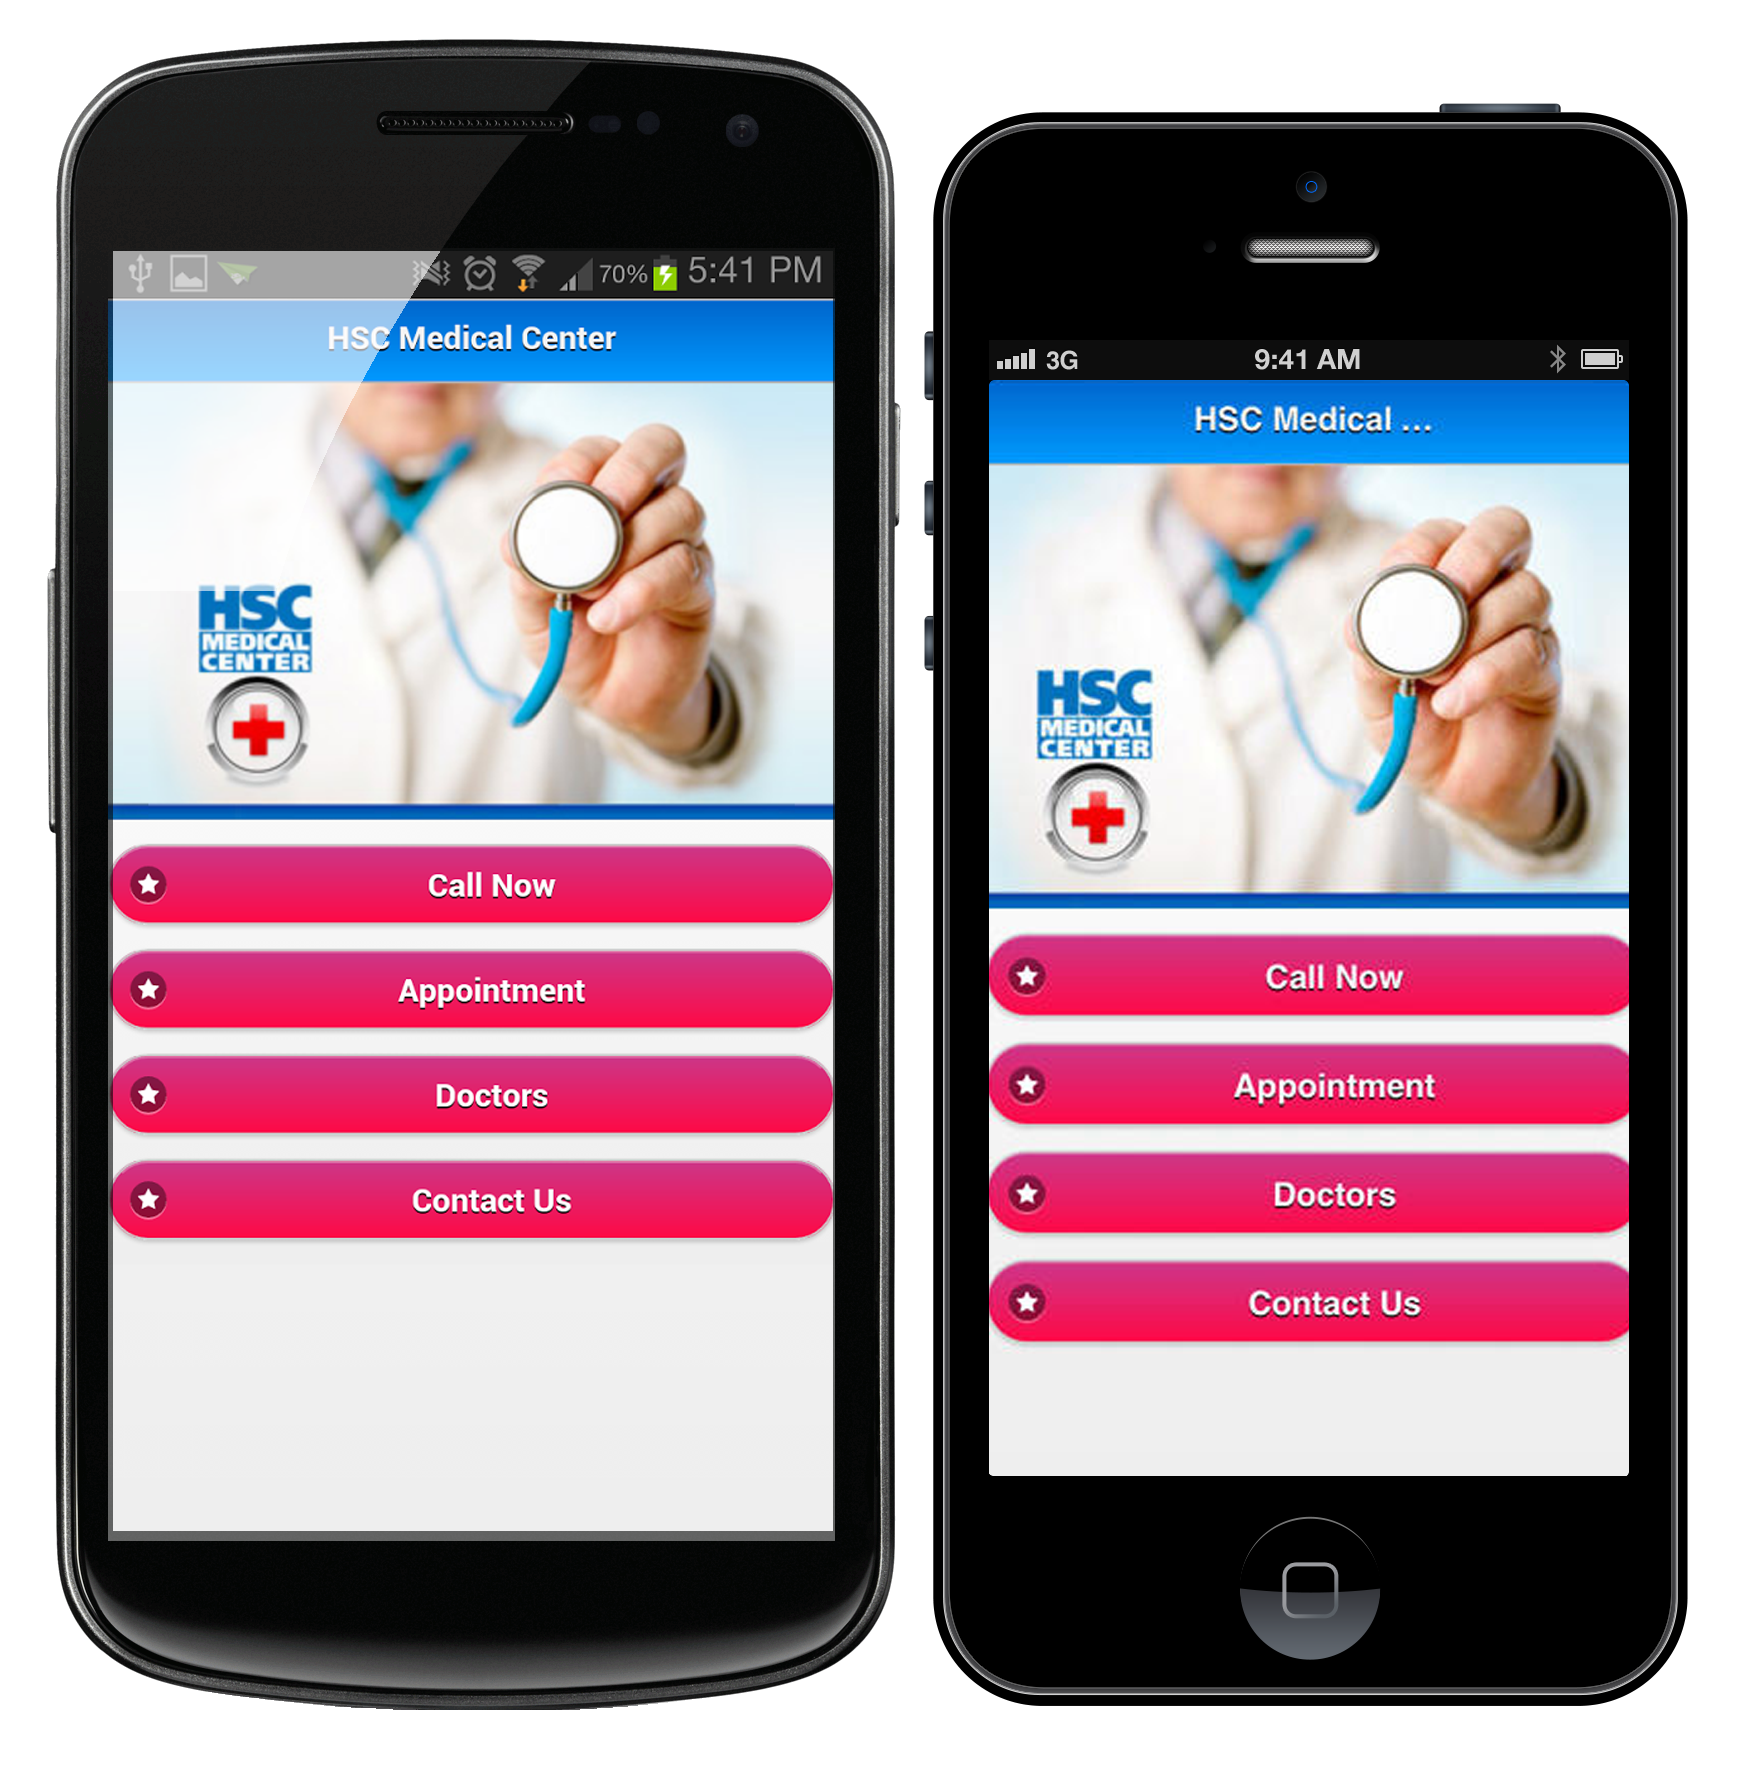 70% 5:41 PM
HSC Medical Center
HSC
MEDICAL
CENTER
Call Now
Appointment
Doctors
Contact Us
3G 9:41 AM
HSC Medical ...
HSC
MEDICAL
CENTER
Call Now
Appointment
Doctors
Contact Us